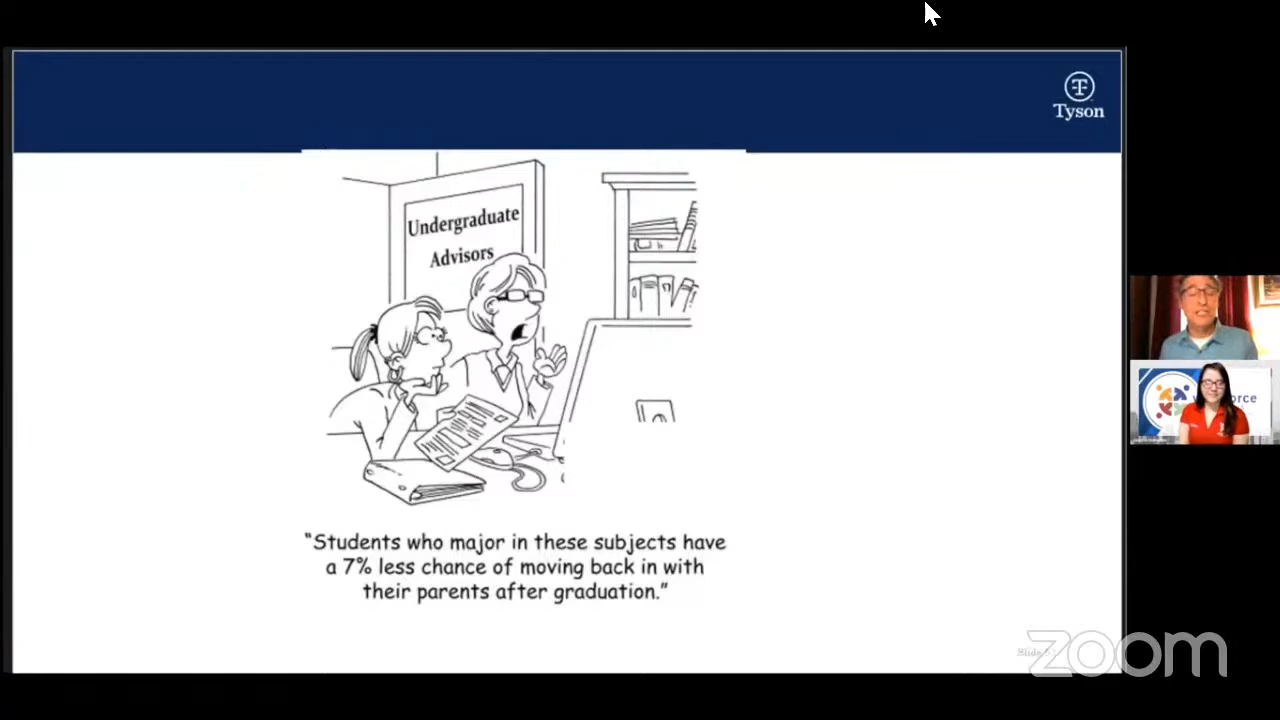 Tyson
Undergraduate
Advisors
“Students who major in these subjects have
a 7% less chance of moving back in with
their parents after graduation.”
Slide
zoom